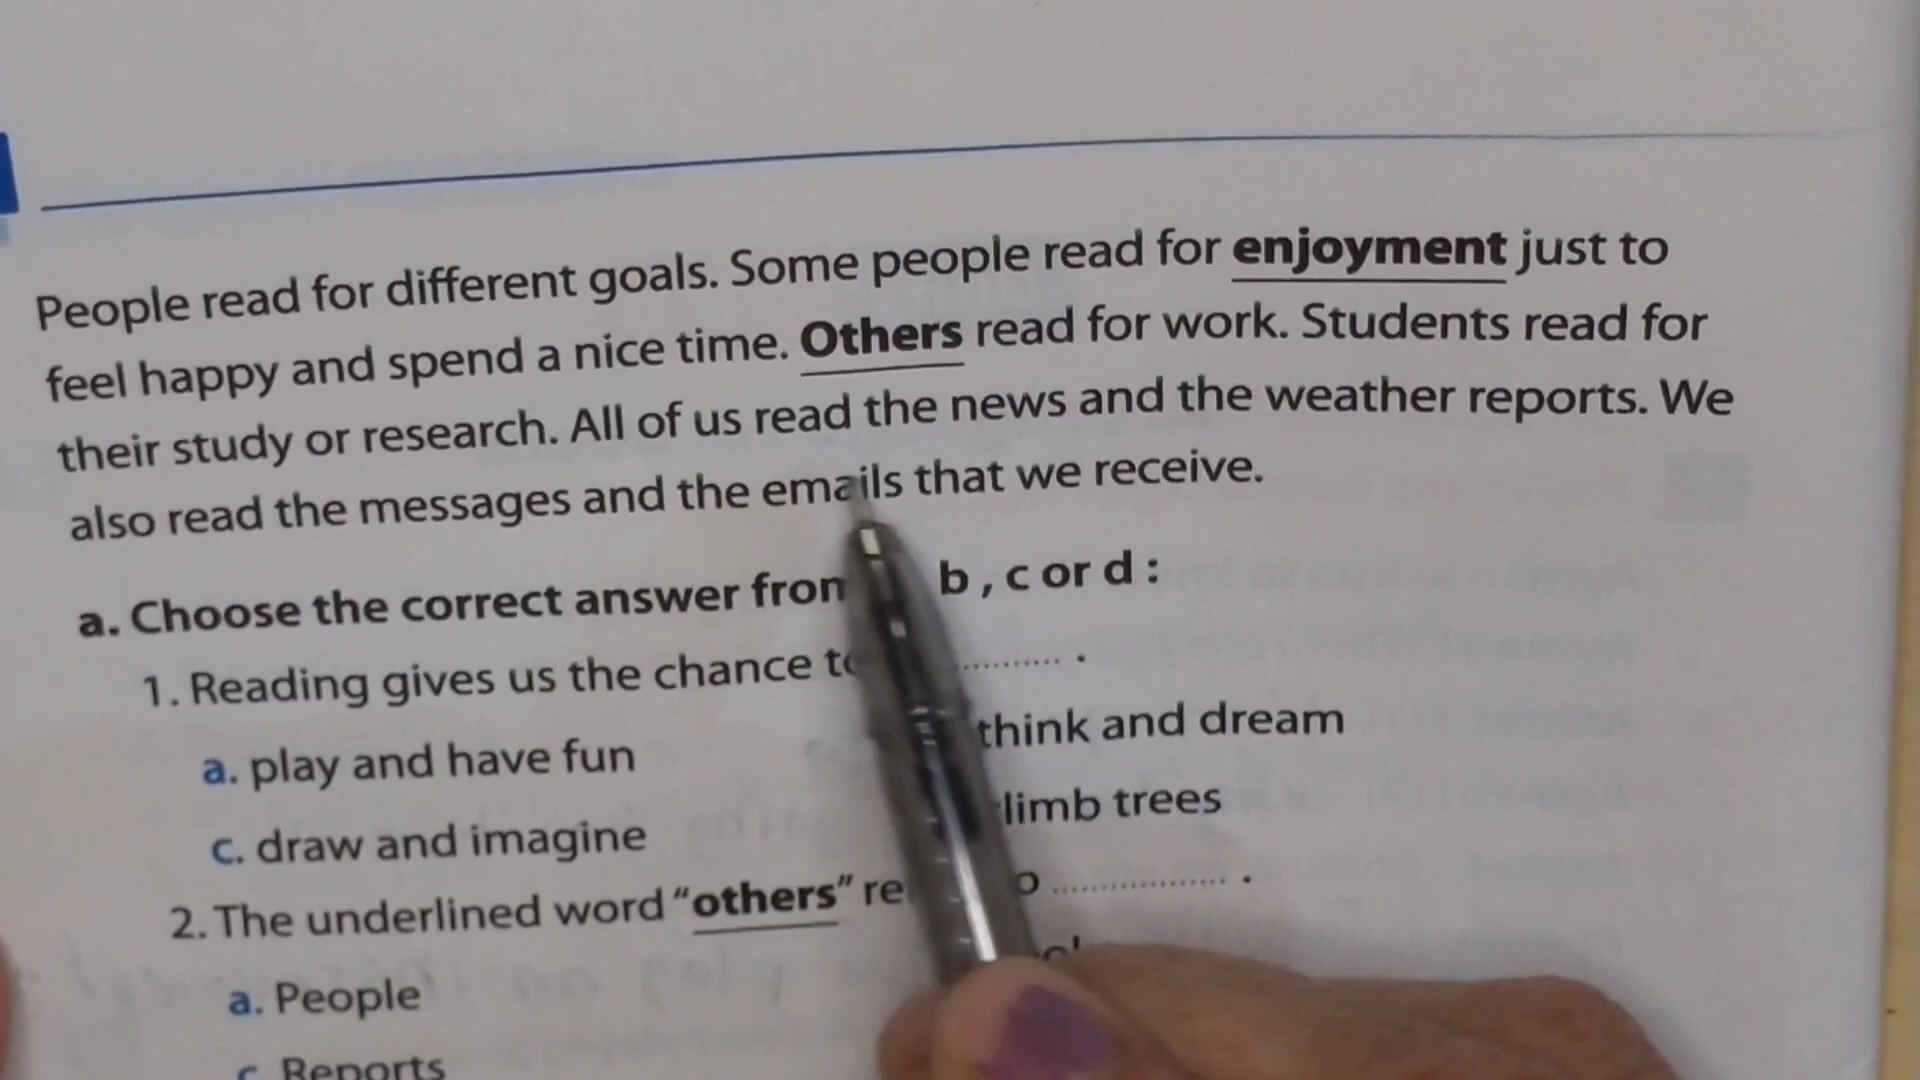 People read for different goals. Some people read for enjoyment just to
feel happy and spend a nice time. Others read for work. Students read for
their study or research. All of us read the news and the weather reports. We
also read the messages and the emails that we receive.
a. Choose the correct answer from b , c or d :
1. Reading gives us the chance to ............ .
a. play and have fun think and dream
c. draw and imagine climb trees
2. The underlined word “others” ................. .
a. People
c. Reports